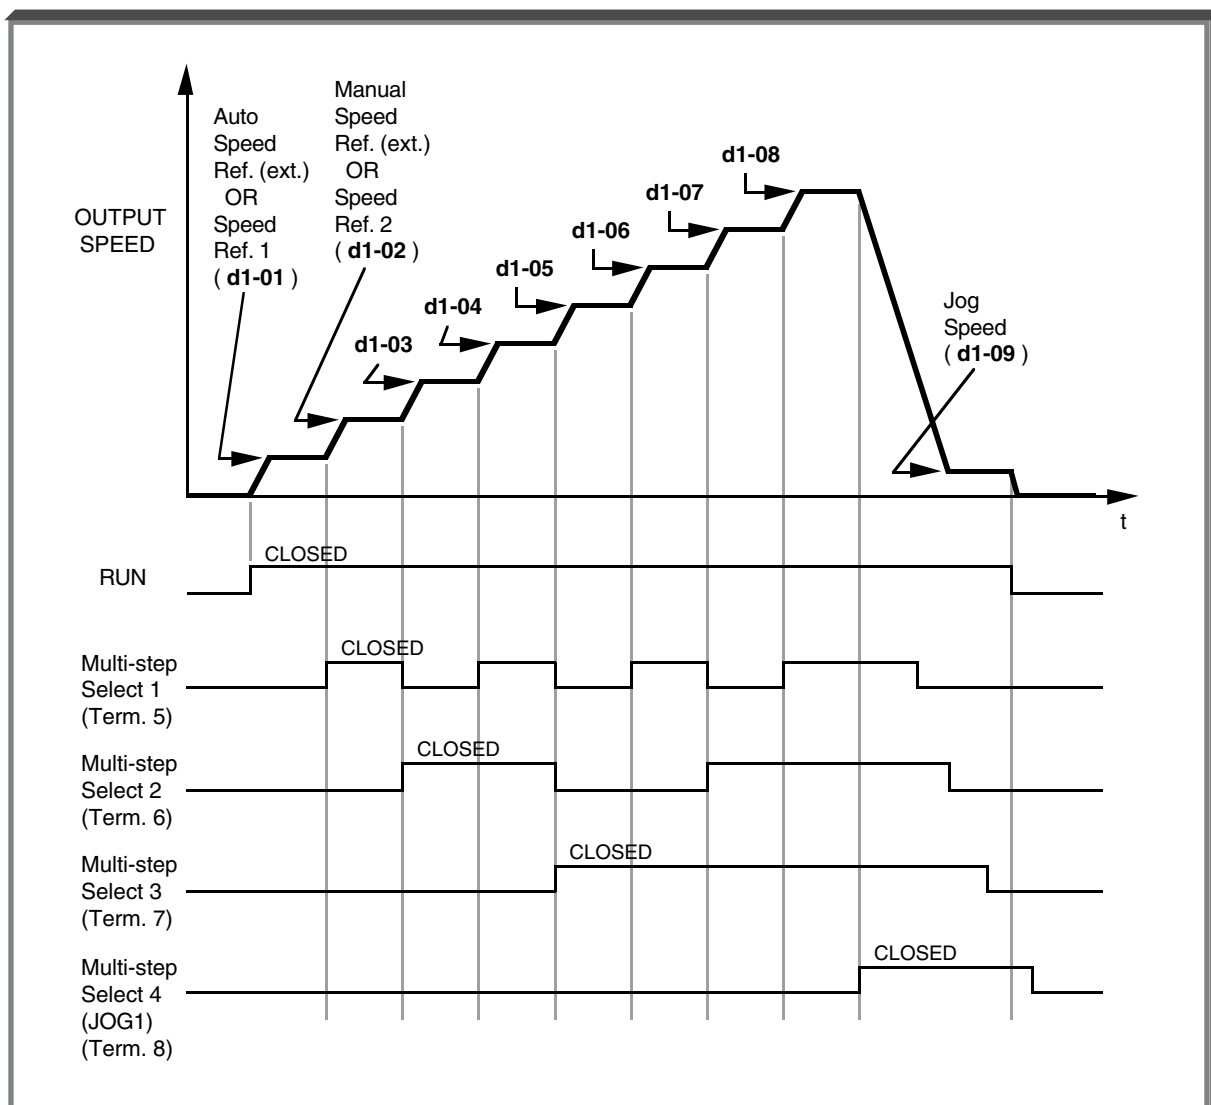 Auto
Speed
Ref. (ext.)
OR
Speed
Ref. 1
( d1-01 )
Manual
Speed
Ref. (ext.)
OR
Speed
Ref. 2
( d1-02 )
d1-03
d1-04
d1-05
d1-06
d1-07
d1-08
OUTPUT
SPEED
Jog
Speed
( d1-09 )
t
RUN
CLOSED
Multi-step
Select 1
(Term. 5)
CLOSED
Multi-step
Select 2
(Term. 6)
CLOSED
Multi-step
Select 3
(Term. 7)
CLOSED
Multi-step
Select 4
(JOG1)
(Term. 8)
CLOSED